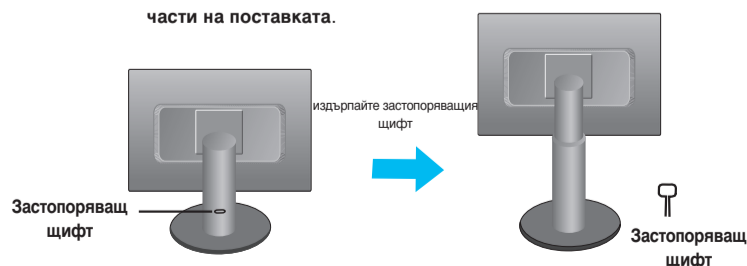 части на поставката.
издърпайте застопоряващия
щифт
Застопоряващ
щифт
Застопоряващ
щифт